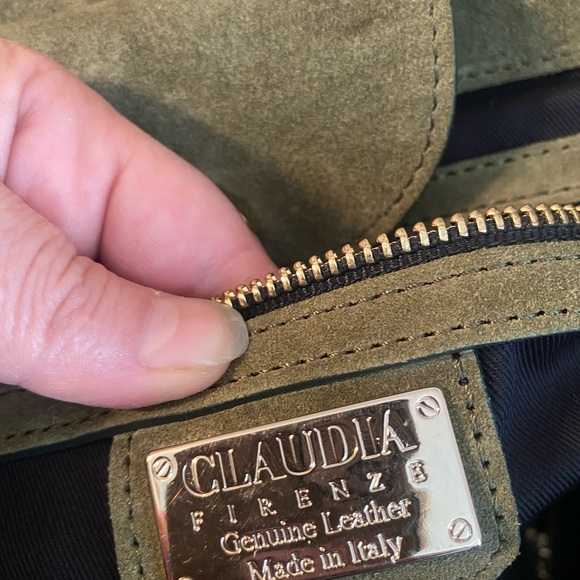 CLAUDIA
FIRENZE
Genuine Leather
Made in Italy